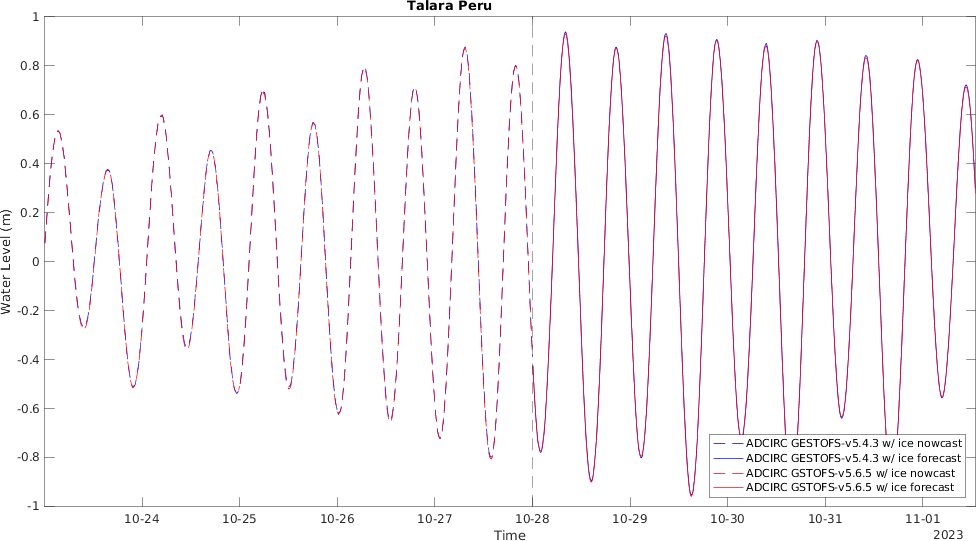 Talara Peru
1
0.8
0.6
0.4
0.2
0
-0.2
-0.4
-0.6
-0.8
-1
Water Level (m)
10-24 10-25 10-26 10-27 10-28 10-29 10-30 10-31 11-01
Time
2023
ADCIRC GESTOFS-v5.4.3 w/ ice nowcast
ADCIRC GESTOFS-v5.4.3 w/ ice forecast
ADCIRC GSTOFS-v5.6.5 w/ ice nowcast
ADCIRC GSTOFS-v5.6.5 w/ ice forecast